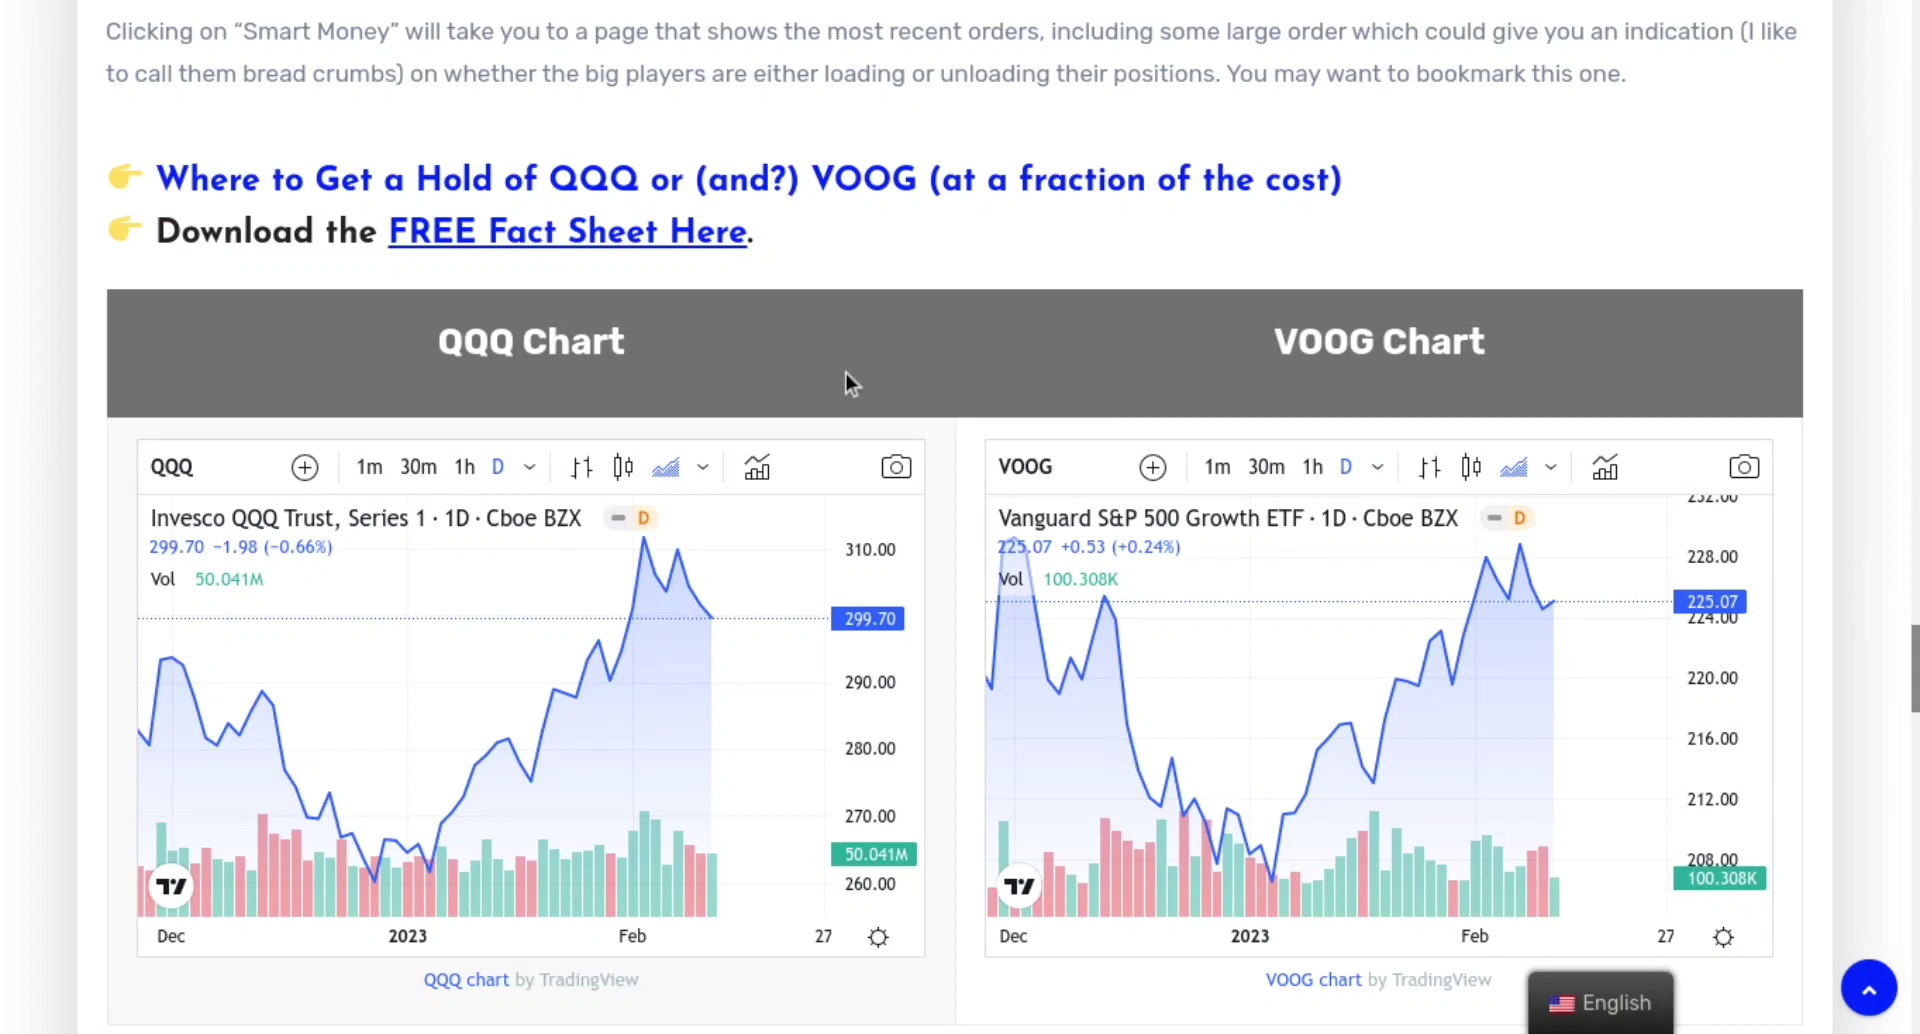 Clicking on “Smart Money” will take you to a page that shows the most recent orders, including some large order which could give you an indication (I like
to call them bread crumbs) on whether the big players are either loading or unloading their positions. You may want to bookmark this one.
Where to Get a Hold of QQQ or (and?) VOOG (at a fraction of the cost)
Download the FREE Fact Sheet Here.
QQQ Chart
VOOG Chart
QQQ 1m 30m 1h D
Invesco QQQ Trust, Series 1 · 1D · Cboe BZX D
299.70 −1.98 (−0.66%)
Vol 50.041M
310.00
299.70
290.00
280.00
270.00
50.041M
260.00
Dec 2023 Feb 27
QQQ chart by TradingView
VOOG 1m 30m 1h D
232.00
Vanguard S&P 500 Growth ETF · 1D · Cboe BZX D
225.07 +0.53 (+0.24%)
Vol 100.308K
228.00
225.07
224.00
220.00
216.00
212.00
208.00
100.308K
Dec 2023 Feb 27
VOOG chart by TradingView
English